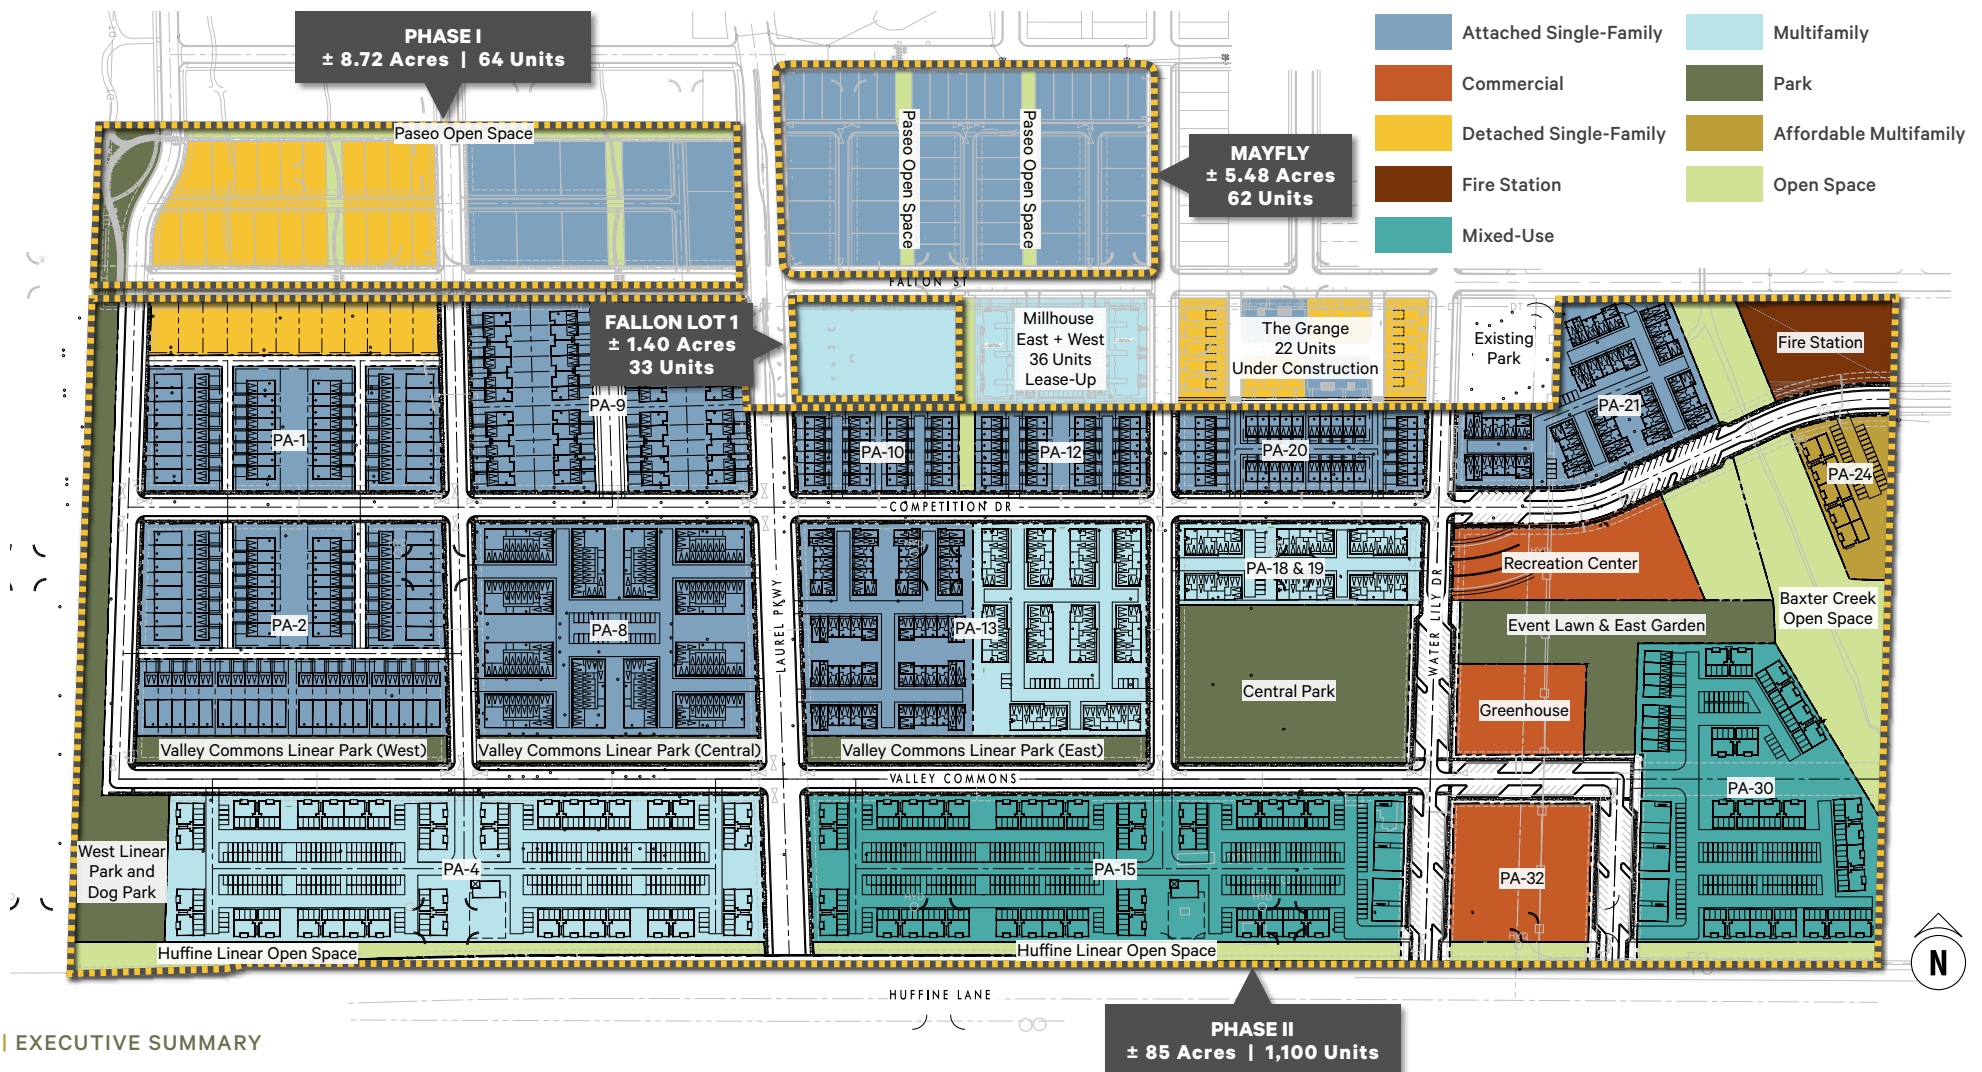 PHASE I
± 8.72 Acres | 64 Units
Attached Single-Family
Multifamily
Commercial
Park
Detached Single-Family
Affordable Multifamily
Fire Station
Open Space
Mixed-Use
Paseo Open Space
Paseo Open Space
Paseo Open Space
MAYFLY
± 5.48 Acres
62 Units
FALLON ST
FALLON LOT 1
± 1.40 Acres
33 Units
Millhouse
East + West
36 Units
Lease-Up
The Grange
22 Units
Under Construction
DT
Existing
Park
Fire Station
PA-9
PA-21
PA-1
PA-10
PA-12
PA-20
PA-24
COMPETITION DR
HYD
Recreation Center
PA-18 & 19
LAUREL PKWY
WATER LILY DR
Baxter Creek
Open Space
PA-2
PA-8
PA-13
Event Lawn & East Garden
Central Park
Greenhouse
Valley Commons Linear Park (West)
Valley Commons Linear Park (Central)
Valley Commons Linear Park (East)
VALLEY COMMONS
PA-30
West Linear
Park and
Dog Park
PA-4
PA-15
PA-32
HYD
HYD
HYD
Huffine Linear Open Space
Huffine Linear Open Space
N
HUFFINE LANE
PHASE II
± 85 Acres | 1,100 Units
| EXECUTIVE SUMMARY